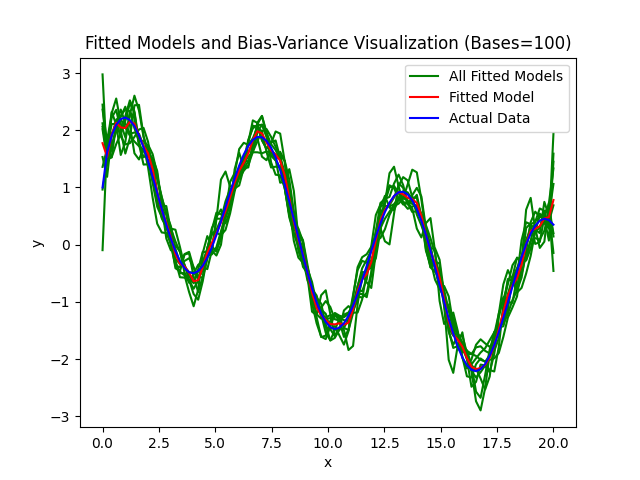 Fitted Models and Bias-Variance Visualization (Bases=100)
All Fitted Models
Fitted Model
Actual Data
3
2
1
0
−1
−2
−3
y
0.0 2.5 5.0 7.5 10.0 12.5 15.0 17.5 20.0
x